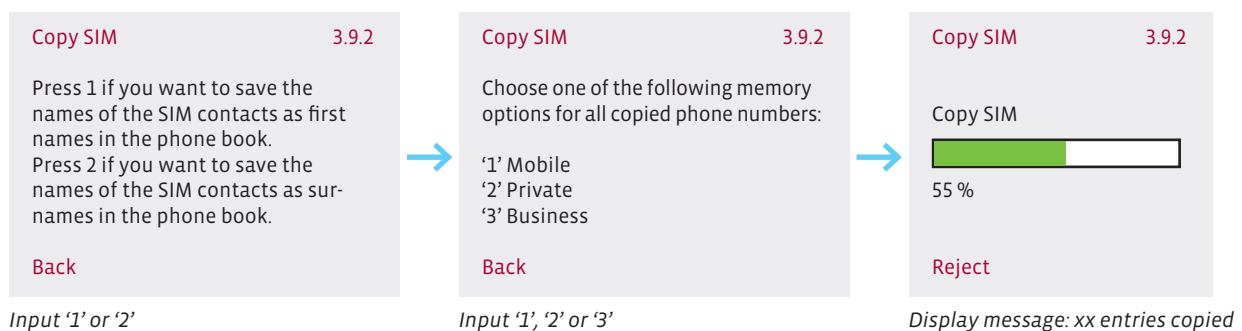 Copy SIM 3.9.2
Press 1 if you want to save the
names of the SIM contacts as first
names in the phone book.
Press 2 if you want to save the
names of the SIM contacts as sur-
names in the phone book.
Back
Input ‘1’ or ‘2’
Copy SIM 3.9.2
Choose one of the following memory
options for all copied phone numbers:
‘1’ Mobile
‘2’ Private
‘3’ Business
Back
Input ‘1’, ‘2’ or ‘3’
Copy SIM 3.9.2
Copy SIM
55 %
Reject
Display message: xx entries copied